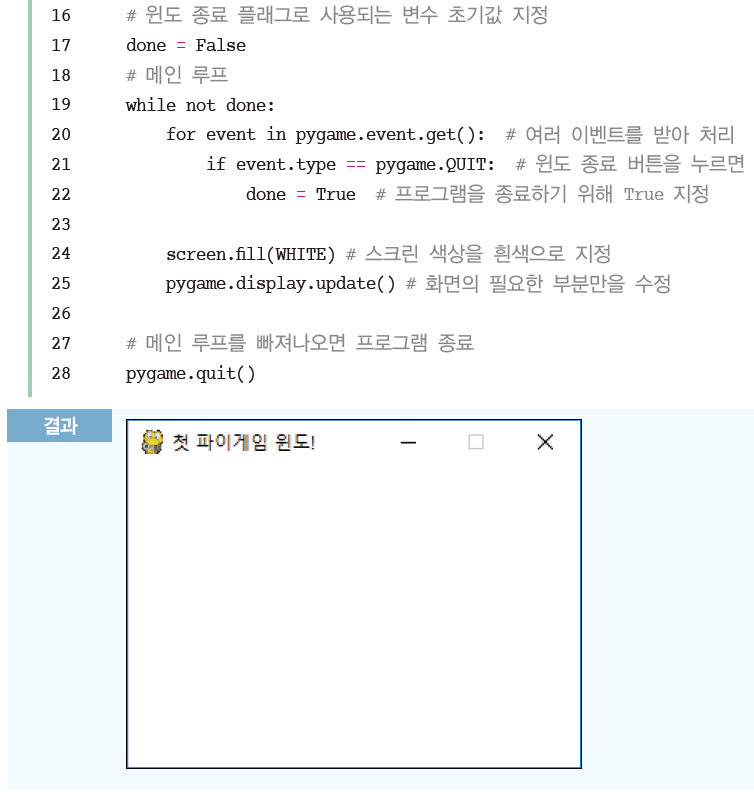 16 # 윈도 종료 플래그로 사용되는 변수 초기값 지정
17 done = False
18 # 메인 루프
19 while not done:
20 for event in pygame.event.get(): # 여러 이벤트를 받아 처리
21 if event.type == pygame.QUIT: # 윈도 종료 버튼을 누르면
22 done = True # 프로그램을 종료하기 위해 True 지정
23
24 screen.fill(WHITE) # 스크린 색상을 흰색으로 지정
25 pygame.display.update() # 화면의 필요한 부분만을 수정
26
27 # 메인 루프를 빠져나오면 프로그램 종료
28 pygame.quit()
결과
첫 파이게임 윈도!